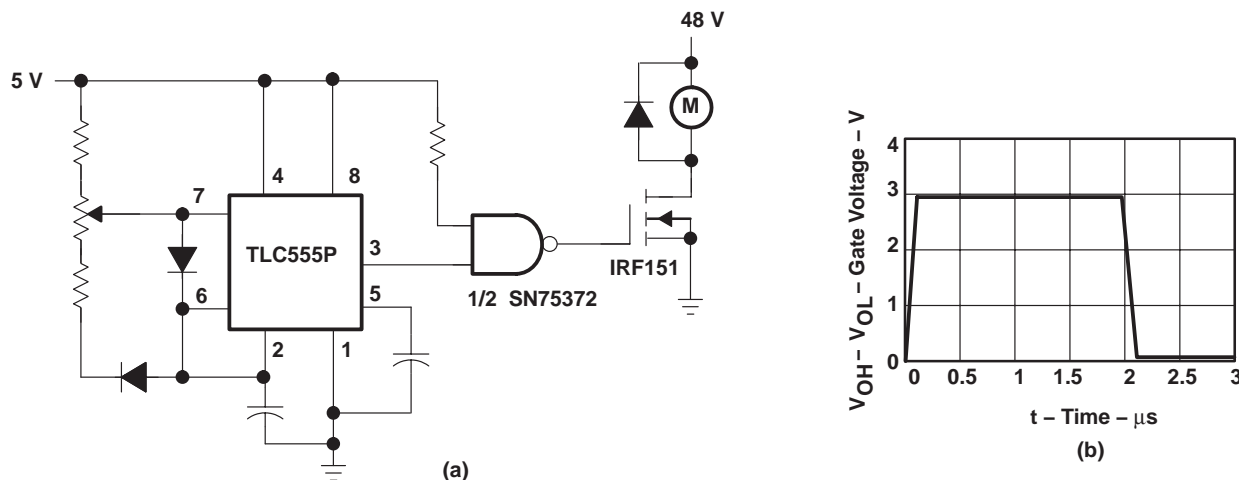 48 V
5 V
M
4
8
7
TLC555P
3
6
5
IRF151
1/2 SN75372
2
1
(a)
VOH – VOL – Gate Voltage – V
4
3
2
1
0
0
0.5
1
1.5
2
2.5
3
t – Time – μs
(b)